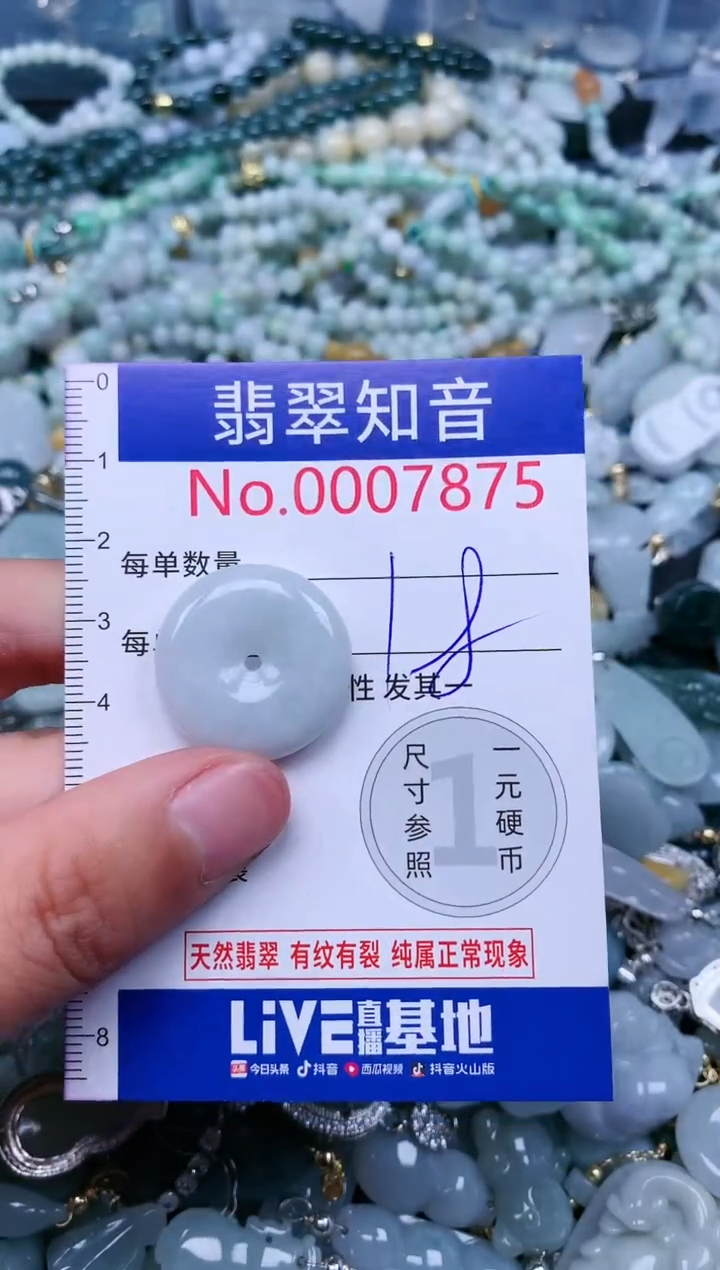 0
翡翠知音
1
No.0007875
2
每单数量
3
每
18
性 发其一
4
尺寸参照
1
一元硬币
天然翡翠 有纹有裂 纯属正常现象
8
LiVE直播基地
头条 今日头条 抖音 西瓜视频 抖音火山版